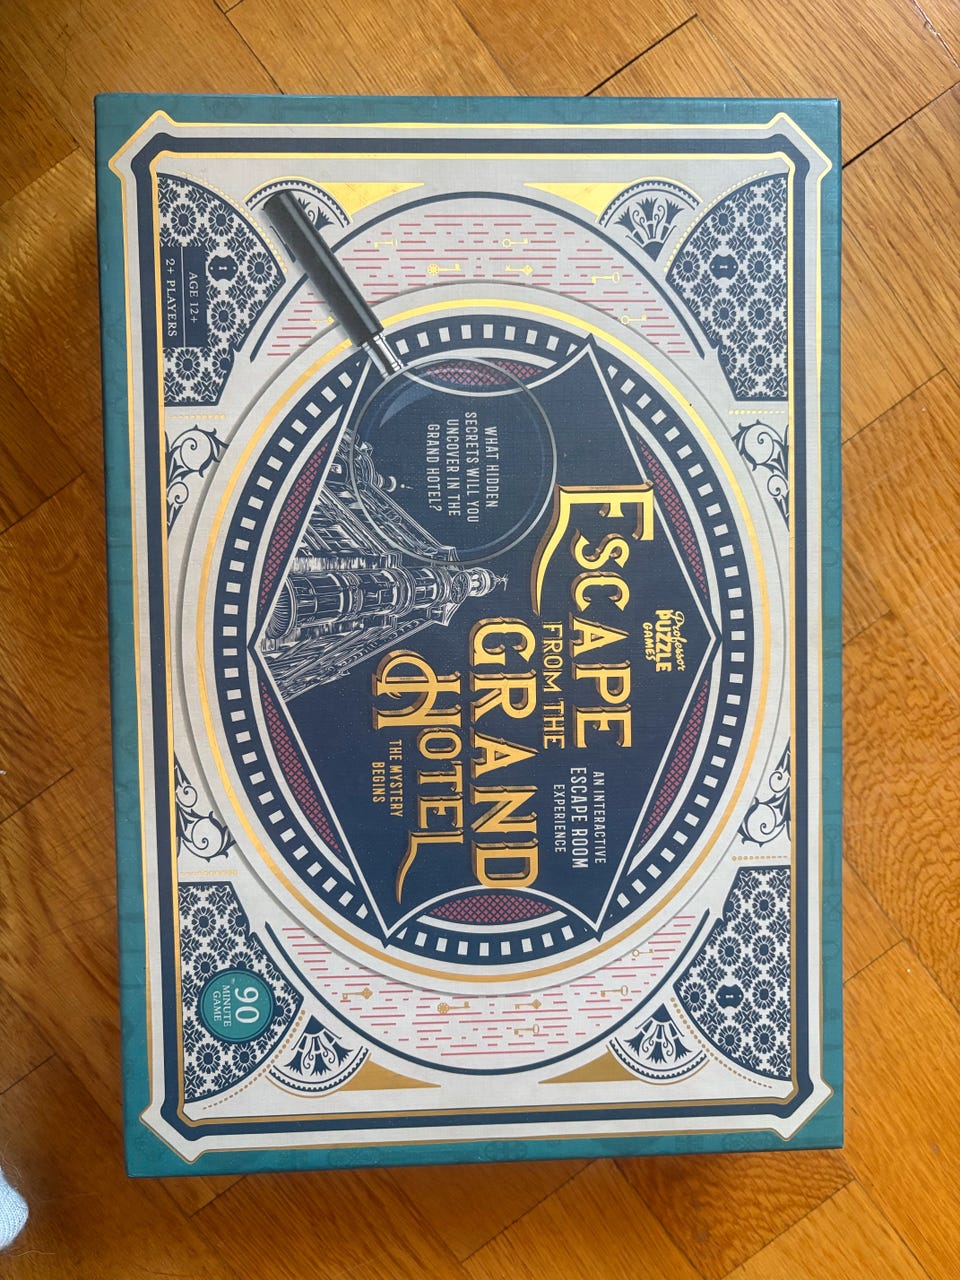 Professor
PUZZLE
GAMES
ESCAPE
FROM THE
GRAND
HOTEL
THE MYSTERY
BEGINS
AN INTERACTIVE
ESCAPE ROOM
EXPERIENCE
WHAT HIDDEN
SECRETS WILL YOU
UNCOVER IN THE
GRAND HOTEL?
AGE 12+
2+ PLAYERS
90
MINUTE
GAME